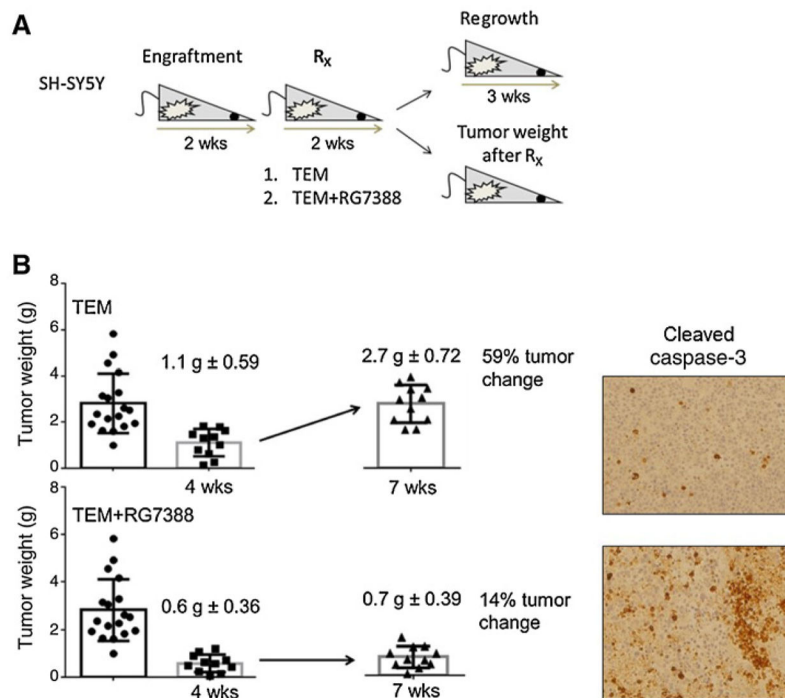 A
SH-SY5Y
Engraftment
2 wks
Rx
2 wks
1. TEM
2. TEM+RG7388
Regrowth
3 wks
Tumor weight
after Rx
B
Tumor weight (g)
8
6
4
2
0
TEM
1.1 g ± 0.59
4 wks
2.7 g ± 0.72
7 wks
59% tumor
change
Cleaved
caspase-3
Tumor weight (g)
8
6
4
2
0
TEM+RG7388
0.6 g ± 0.36
4 wks
0.7 g ± 0.39
7 wks
14% tumor
change